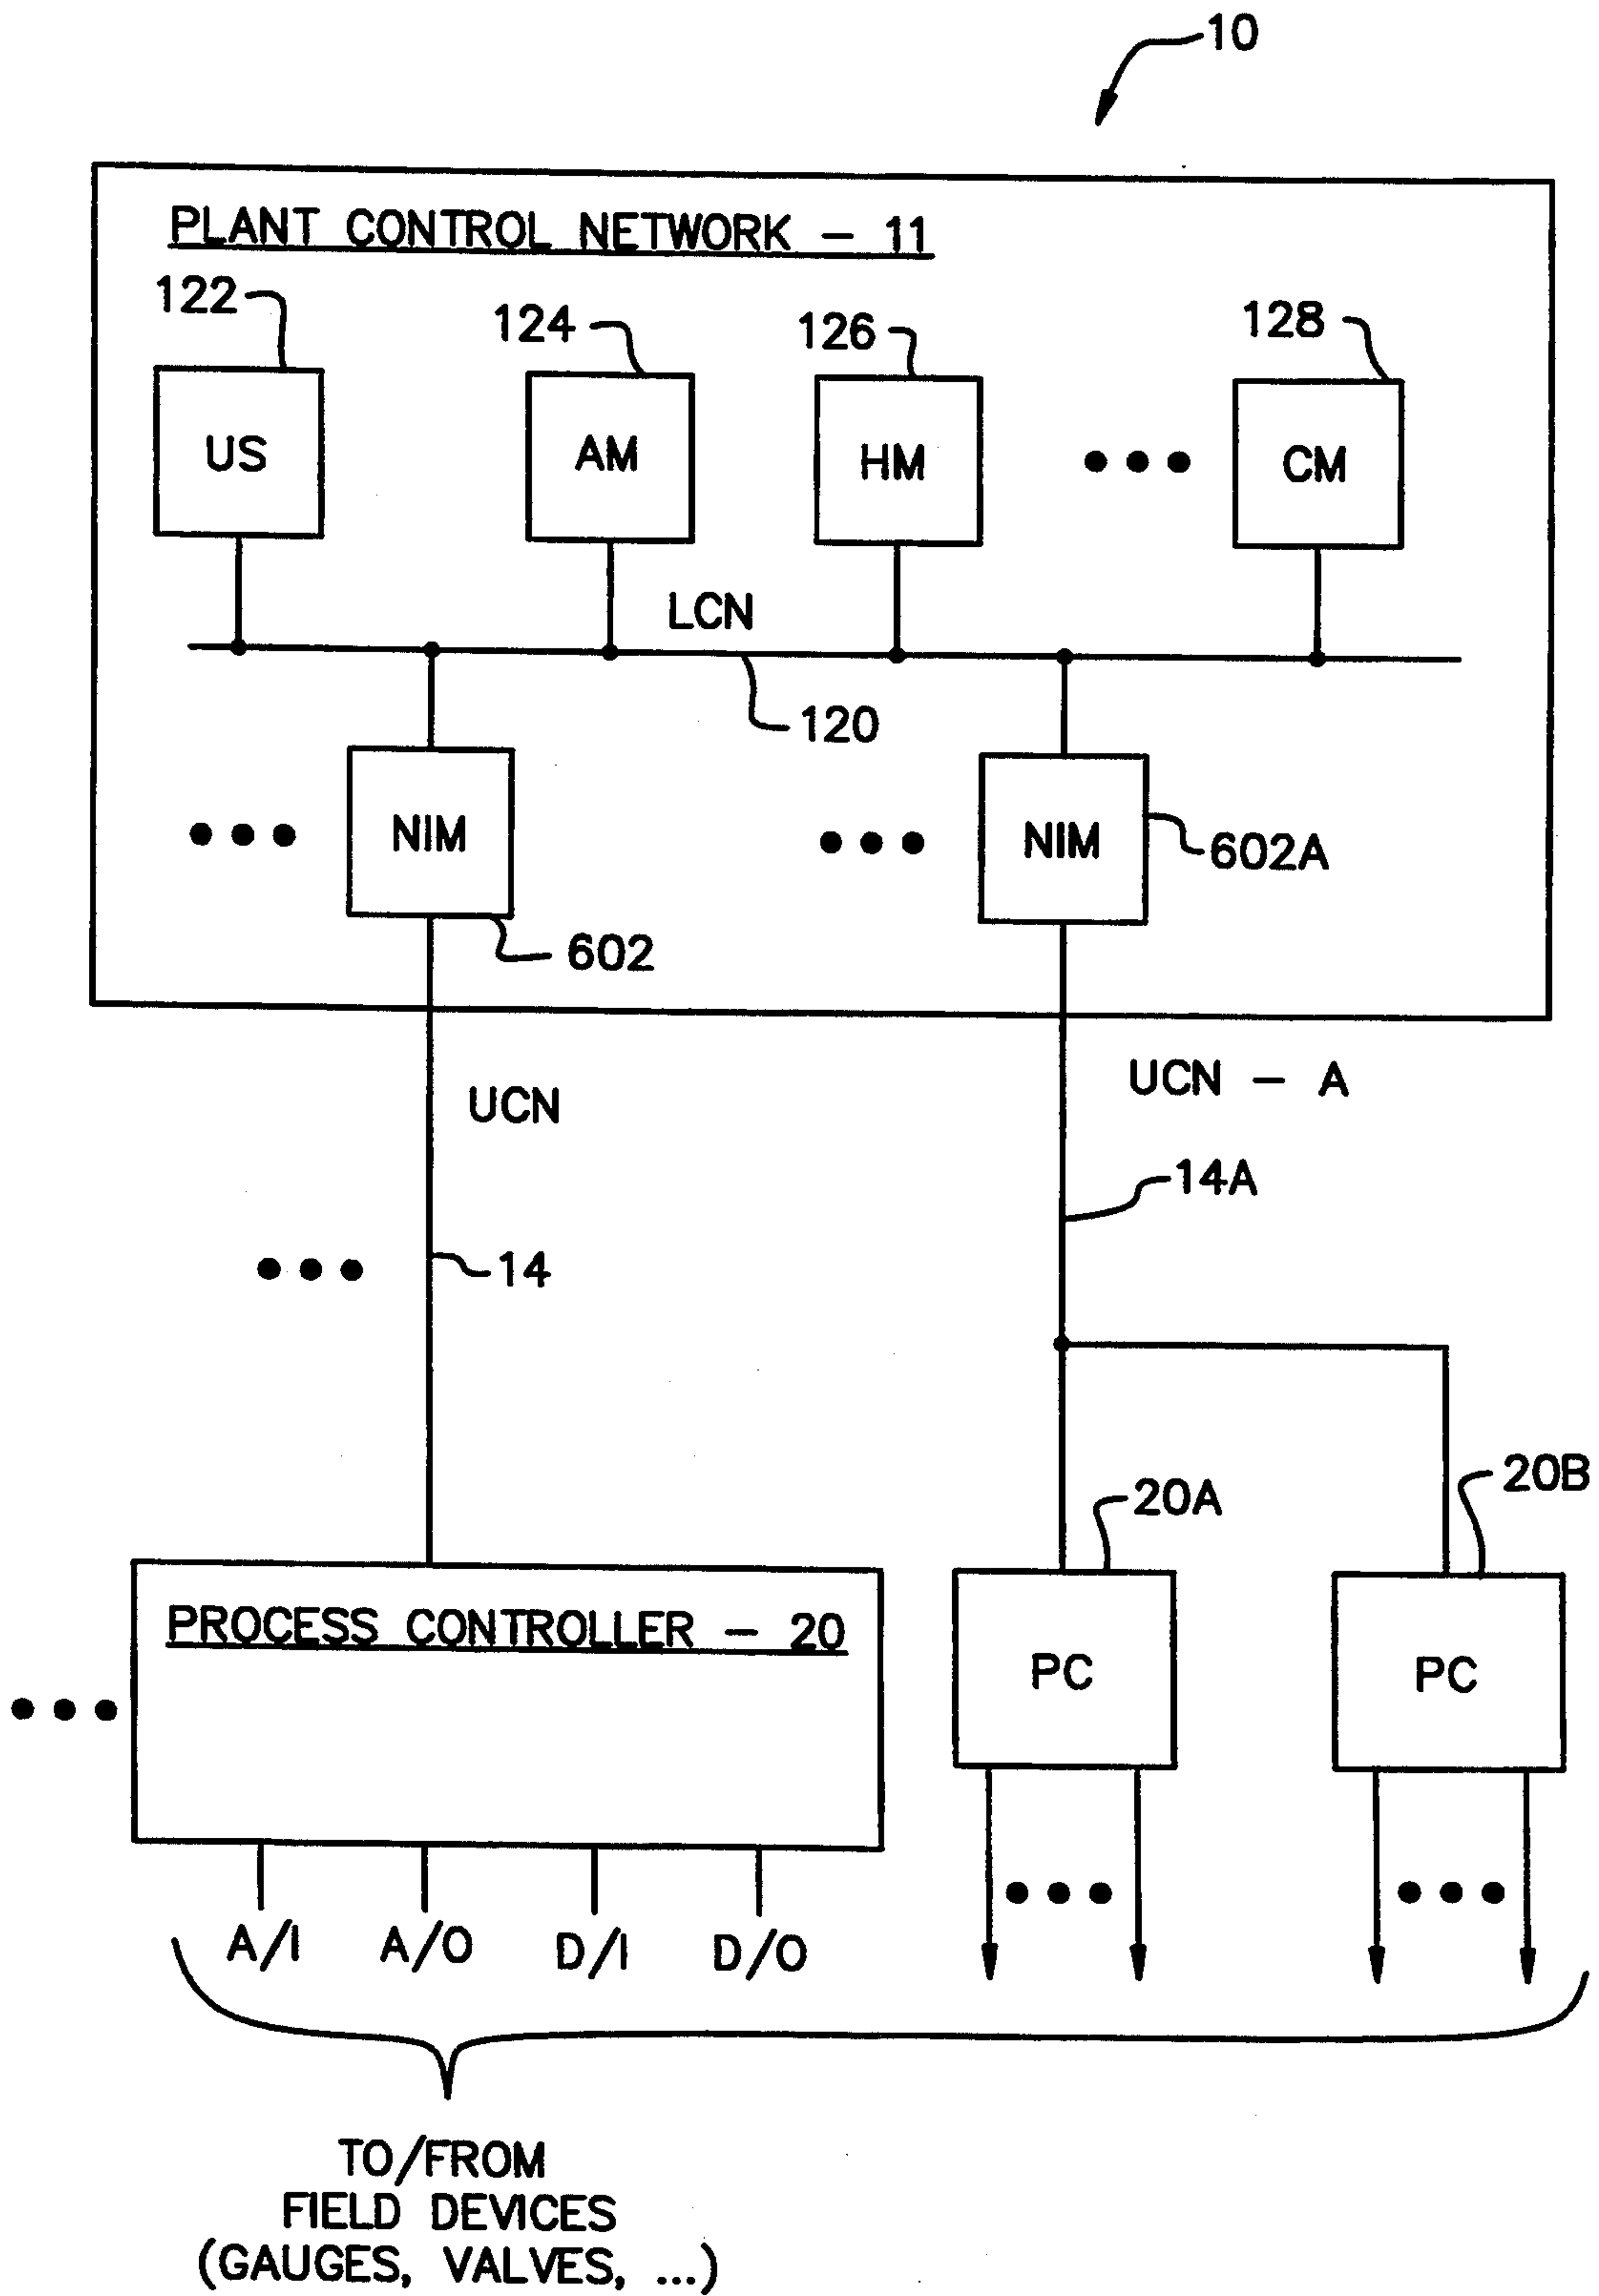 10
PLANT CONTROL NETWORK - 11
122
124
126
128
US
AM
HM
CM
LCN
120
NIM
NIM
602A
602
UCN
UCN - A
14A
14
20A
20B
PROCESS CONTROLLER - 20
PC
PC
A/I
A/O
D/I
D/O
TO/FROM
FIELD DEVICES
(GAUGES, VALVES, ...)